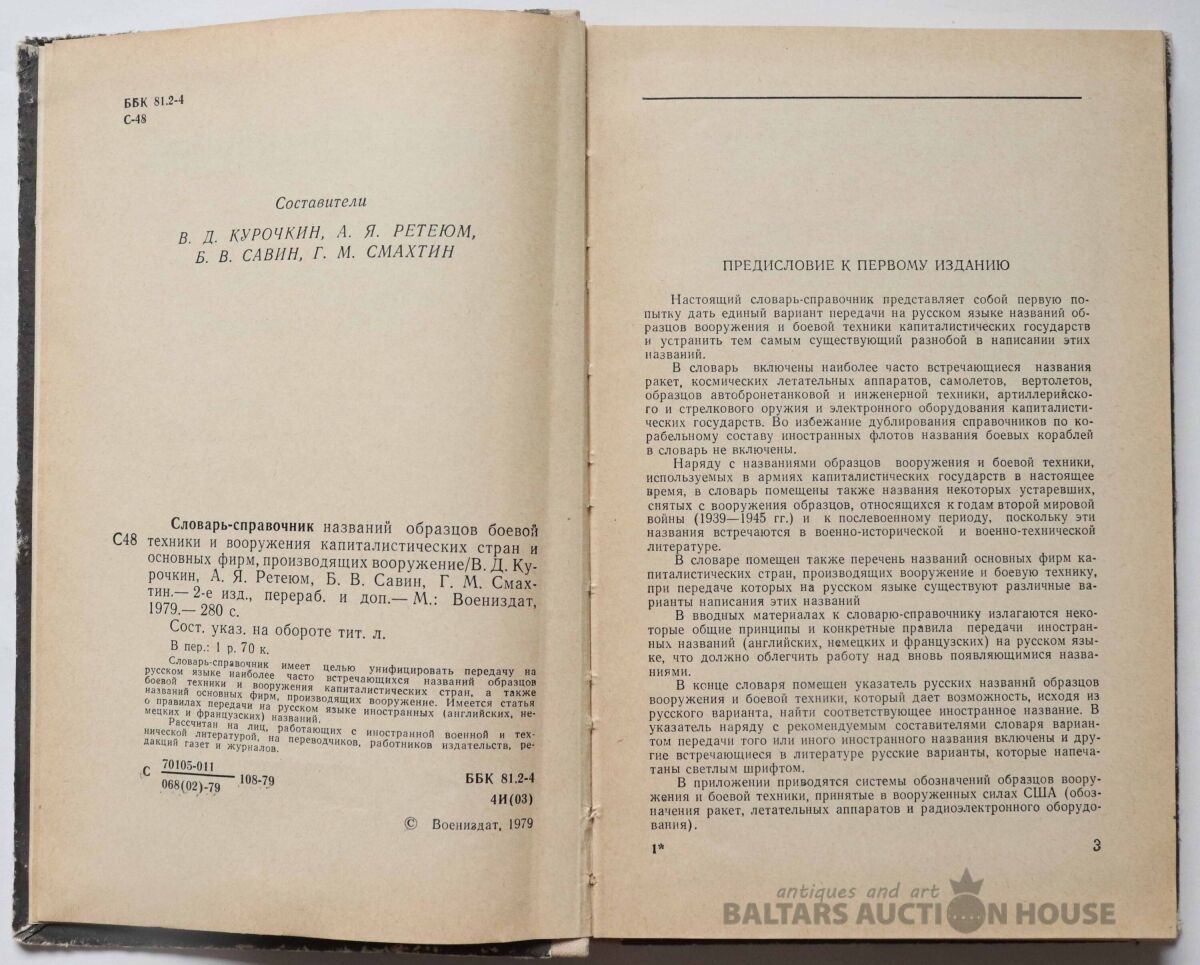 ББК 81.2-4
С-48
Составители
В. Д. КУРОЧКИН, А. Я. РЕТЕЮМ,
Б. В. САВИН, Г. М. СМАХТИН
Словарь-справочник названий образцов боевой
С48 техники и вооружения капиталистических стран и
основных фирм, производящих вооружение/В. Д. Ку-
рочкин, А. Я. Ретеюм, Б. В. Савин, Г. М. Смах-
тин.— 2-е изд., перераб. и доп.— М.: Воениздат,
1979.— 280 с.
Сост. указ. на обороте тит. л.
В пер.: 1 р. 70 к.
Словарь-справочник имеет целью унифицировать передачу на
русском языке наиболее часто встречающихся названий образцов
боевой техники и вооружения капиталистических стран, а также
названий основных фирм, производящих вооружение. Имеется статья
о правилах передачи на русском языке иностранных (английских, не-
мецких и французских) названий.
Рассчитан на лиц, работающих с иностранной военной и тех-
нической литературой, на переводчиков, работников издательств, ре-
дакций газет и журналов.
С 70105-011
068(02)-79 108-79
ББК 81.2-4
4И(03)
© Воениздат, 1979
ПРЕДИСЛОВИЕ К ПЕРВОМУ ИЗДАНИЮ
Настоящий словарь-справочник представляет собой первую по-
пытку дать единый вариант передачи на русском языке названий об-
разцов вооружения и боевой техники капиталистических государств
и устранить тем самым существующий разнобой в написании этих
названий.
В словарь включены наиболее часто встречающиеся названия
ракет, космических летательных аппаратов, самолетов, вертолетов,
образцов автобронетанковой и инженерной техники, артиллерийско-
го и стрелкового оружия и электронного оборудования капиталисти-
ческих государств. Во избежание дублирования справочников по ко-
рабельному составу иностранных флотов названия боевых кораблей
в словарь не включены.
Наряду с названиями образцов вооружения и боевой техники,
используемых в армиях капиталистических государств в настоящее
время, в словарь помещены также названия некоторых устаревших,
снятых с вооружения образцов, относящихся к годам второй мировой
войны (1939—1945 гг.) и к послевоенному периоду, поскольку эти
названия встречаются в военно-исторической и военно-технической
литературе.
В словаре помещен также перечень названий основных фирм ка-
питалистических стран, производящих вооружение и боевую технику,
при передаче которых на русском языке существуют различные ва-
рианты написания этих названий
В вводных материалах к словарю-справочнику излагаются неко-
торые общие принципы и конкретные правила передачи иностран-
ных названий (английских, немецких и французских) на русском язы-
ке, что должно облегчить работу над вновь появляющимися назва-
ниями.
В конце словаря помещен указатель русских названий образцов
вооружения и боевой техники, который дает возможность, исходя из
русского варианта, найти соответствующее иностранное название. В
указатель наряду с рекомендуемым составителями словаря вариан-
том передачи того или иного иностранного названия включены и дру-
гие встречающиеся в литературе русские варианты, которые напеча-
таны светлым шрифтом.
В приложении приводятся системы обозначений образцов воору-
жения и боевой техники, принятые в вооруженных силах США (обоз-
начения ракет, летательных аппаратов и радиоэлектронного оборудо-
вания).
1*
3
antiques and art
BALTARS AUCTION HOUSE